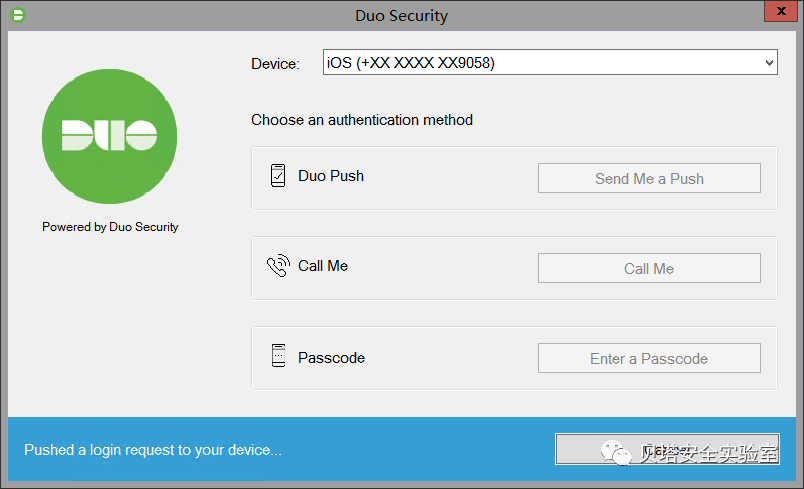 Duo Security
Device: iOS (+XX XXXX XX9058)
DUO
Choose an authentication method
Duo Push
Send Me a Push
Powered by Duo Security
Call Me
Call Me
Passcode
Enter a Passcode
Pushed a login request to your device...
贝塔安全实验室